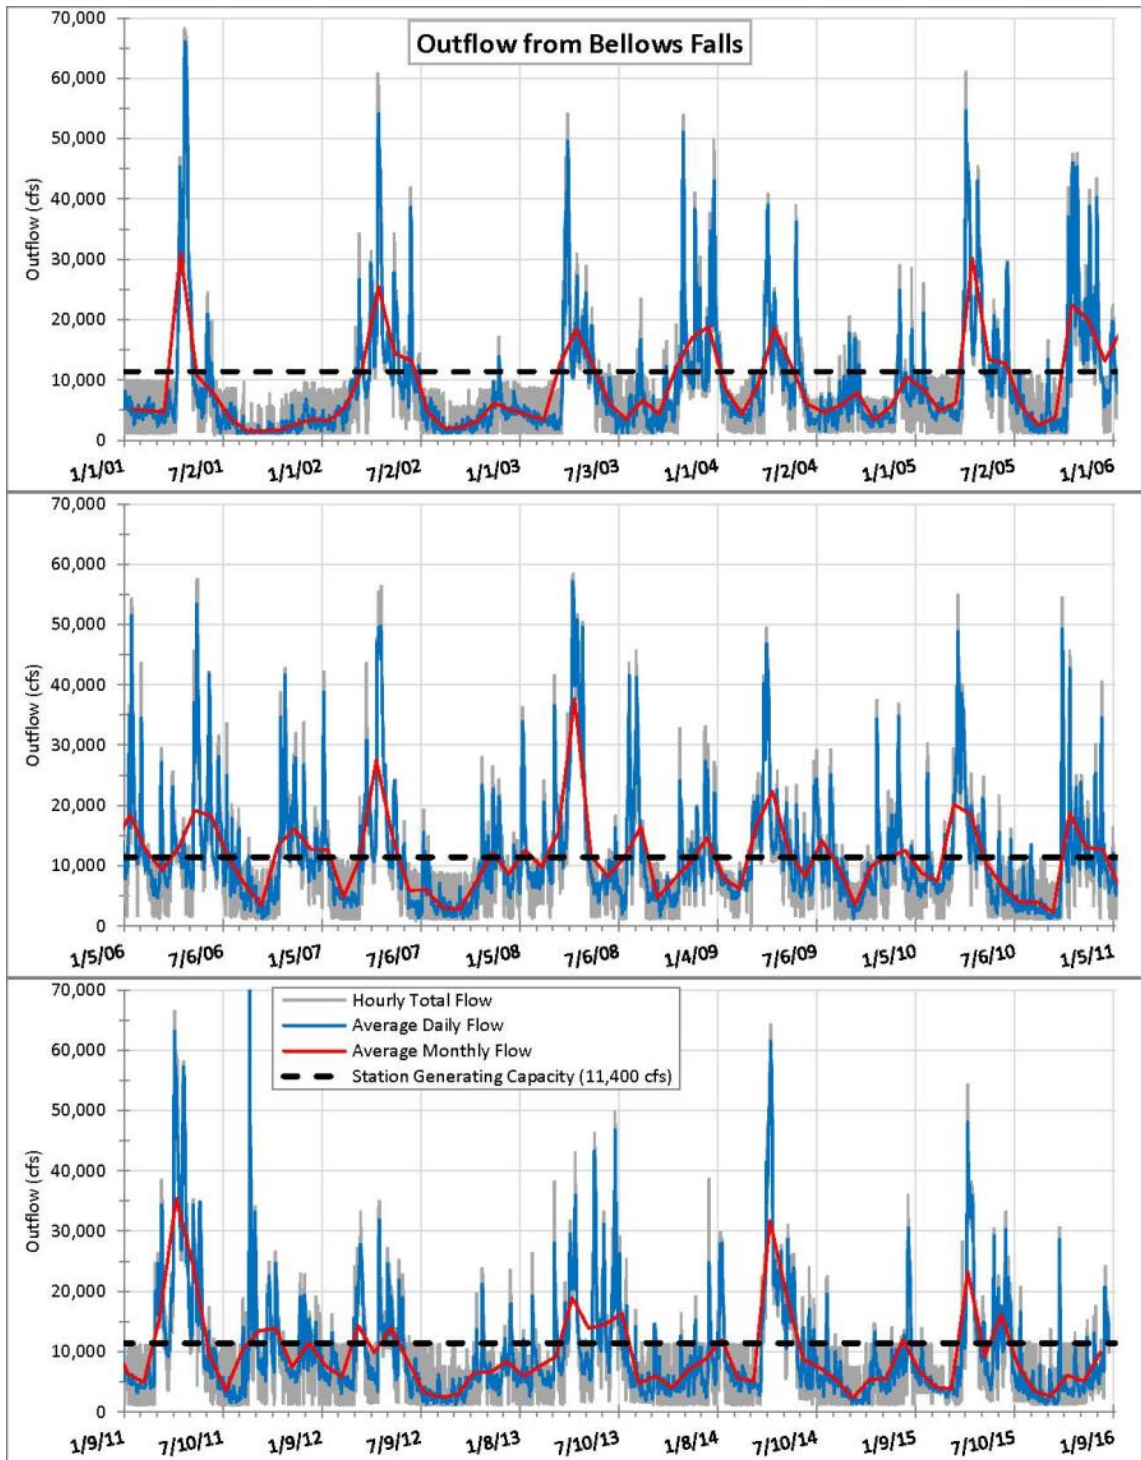 Outflow from Bellows Falls
70,000
60,000
50,000
40,000
30,000
20,000
10,000
0
Outflow (cfs)
1/1/01 7/2/01 1/1/02 7/2/02 1/1/03 7/3/03 1/1/04 7/2/04 1/1/05 7/2/05 1/1/06
70,000
60,000
50,000
40,000
30,000
20,000
10,000
0
Outflow (cfs)
1/5/06 7/6/06 1/5/07 7/6/07 1/5/08 7/6/08 1/4/09 7/6/09 1/5/10 7/6/10 1/5/11
70,000
60,000
50,000
40,000
30,000
20,000
10,000
0
Outflow (cfs)
Hourly Total Flow
Average Daily Flow
Average Monthly Flow
Station Generating Capacity (11,400 cfs)
1/9/11 7/10/11 1/9/12 7/9/12 1/8/13 7/10/13 1/8/14 7/10/14 1/9/15 7/10/15 1/9/16